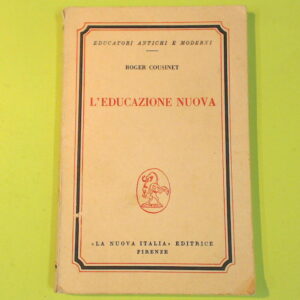 EDUCATORI ANTICHI E MODERNI
ROGER COUSINET
L'EDUCAZIONE NUOVA
«LA NUOVA ITALIA» EDITRICE
FIRENZE